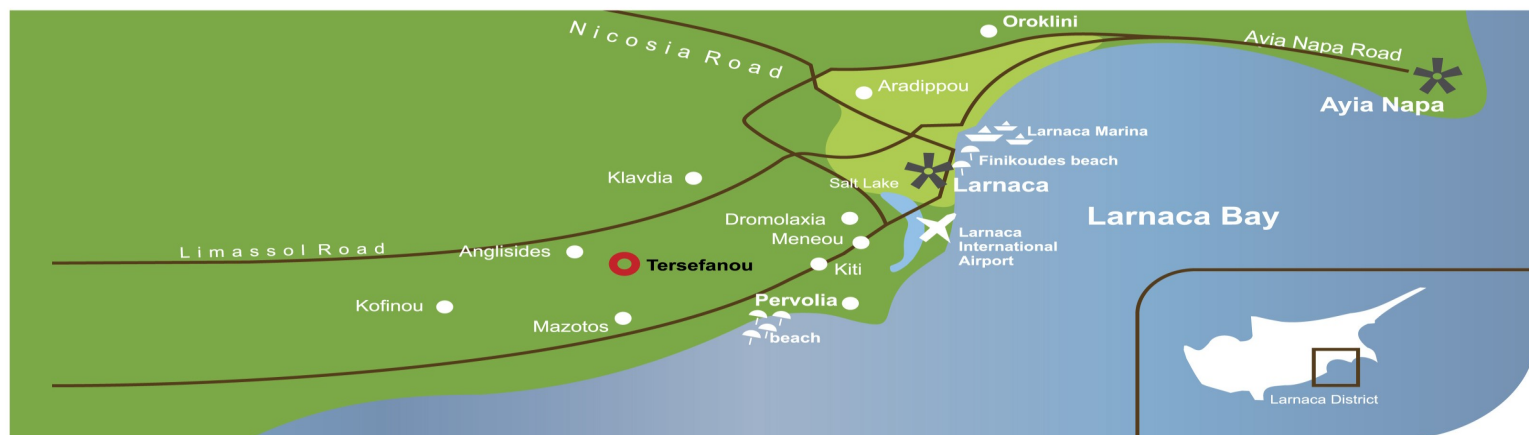 Oroklini
Nicosia Road
Avia Napa Road
Aradippou
Ayia Napa
Larnaca Marina
Finikoudes beach
Klavdia
Salt Lake
Larnaca
Dromolaxia
Larnaca Bay
Meneou
Larnaca
International
Airport
Limassol Road
Anglisides
Tersefanou
Kiti
Pervolia
Kofinou
Mazotos
beach
Larnaca District